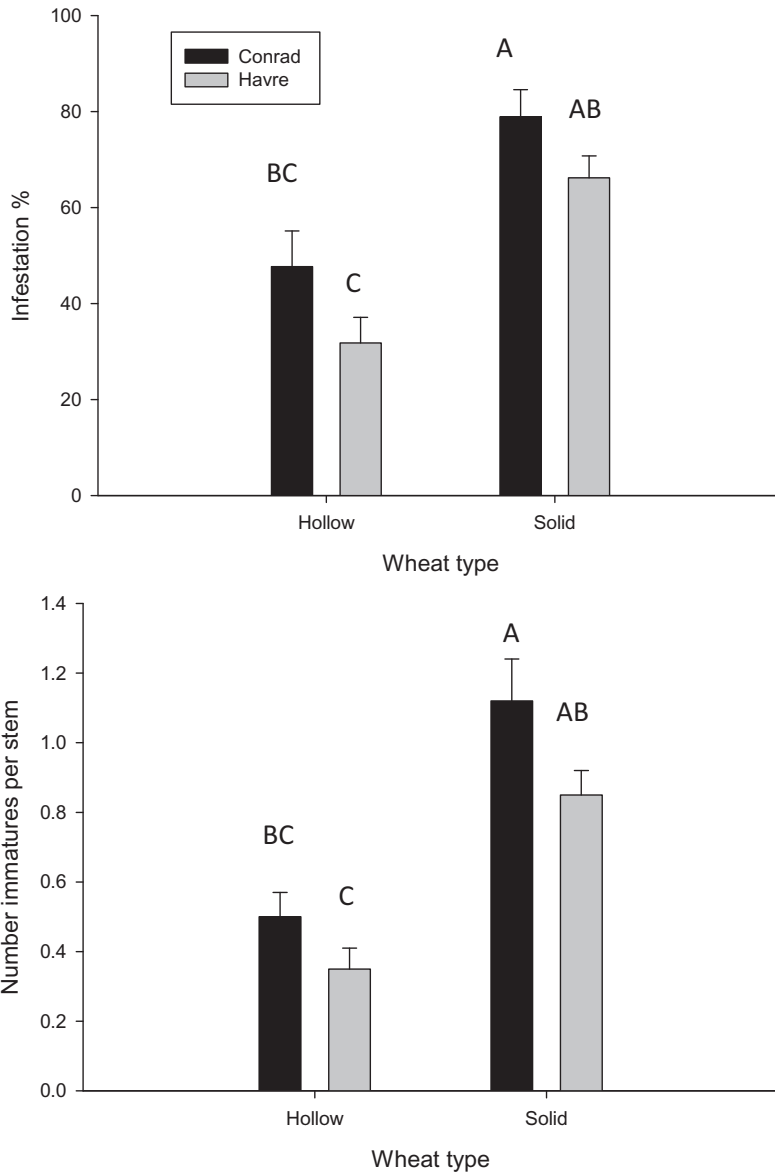 100
80
60
40
20
0
Infestation %
Conrad
Havre
BC
C
A
AB
Hollow Solid
Wheat type
1.4
1.2
1.0
0.8
0.6
0.4
0.2
0.0
Number immatures per stem
BC
C
A
AB
Hollow Solid
Wheat type